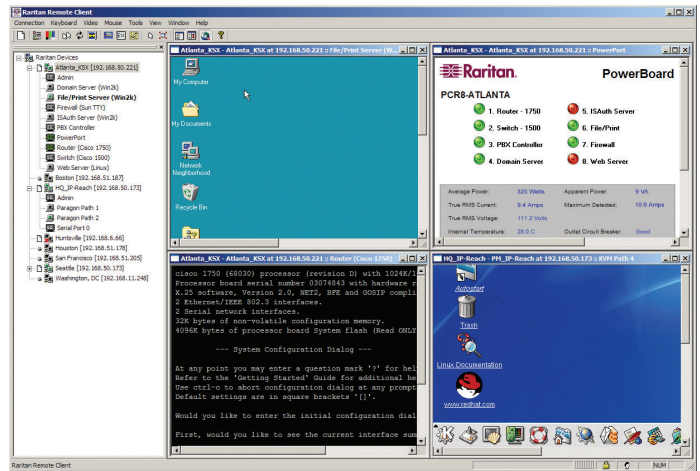 Raritan Remote Client
Connection Keyboard Video Mouse Tools View Window Help
Raritan Devices
Atlanta_KSX [192.168.50.221]
Admin
Domain Server (Win2k)
File/Print Server (Win2k)
Firewall (Sun TTY)
ISAuth Server (Win2k)
PBX Controller
PowerPort
Router (Cisco 1750)
Switch (Cisco 1500)
Web Server (Linux)
Boston [192.168.51.187]
HQ_IP-Reach [192.168.50.173]
Admin
Paragon Path 1
Paragon Path 2
Serial Port 0
Huntsville [192.168.6.66]
Houston [192.168.51.178]
San Francisco [192.168.51.205]
Seattle [192.168.50.173]
Washington, DC [192.168.11.248]
Atlanta_KSX - Atlanta_KSX at 192.168.50.221 :: File/Print Server (W...
My Computer
My Documents
Network
Neighborhood
Recycle Bin
Atlanta_KSX - Atlanta_KSX at 192.168.50.221 :: PowerPort
Raritan.
PowerBoard
PCR8-ATLANTA
1. Router - 1750
5. ISAuth Server
2. Switch - 1500
6. File/Print
3. PBX Controller
7. Firewall
4. Domain Server
8. Web Server
Average Power: 325 Watts Apparent Power: 9 VA
True RMS Current: 9.4 Amps Maximum Detected: 10.6 Amps
True RMS Voltage: 111.2 Volts
Internal Temperature: 28.0 C Outlet Circuit Breaker: Good
Atlanta_KSX - Atlanta_KSX at 192.168.50.221 :: Router (Cisco 1750)
cisco 1750 (68030) processor (revision D) with 1024K/1
Processor board serial number 03074843 with hardware r
X.25 software, Version 2.0, NET2, BFE and GOSIP compli
2 Ethernet/IEEE 802.3 interfaces.
2 Serial network interfaces.
32K bytes of non-volatile configuration memory.
4096K bytes of processor board System flash (Read ONLY
--- System Configuration Dialog ---
At any point you may enter a question mark '?' for hel
Refer to the 'Getting Started' Guide for additional he
Use ctrl-c to abort configuration dialog at any prompt
Default settings are in square brackets '[]'.
Would you like to enter the initial configuration dial
First, would you like to see the current interface sum
HQ_IP-Reach - PM_IP-Reach at 192.168.50.173 :: KVM Path 4
Autostart
Trash
Linux Documentation
www.redhat.com
Raritan Remote Client
NUM